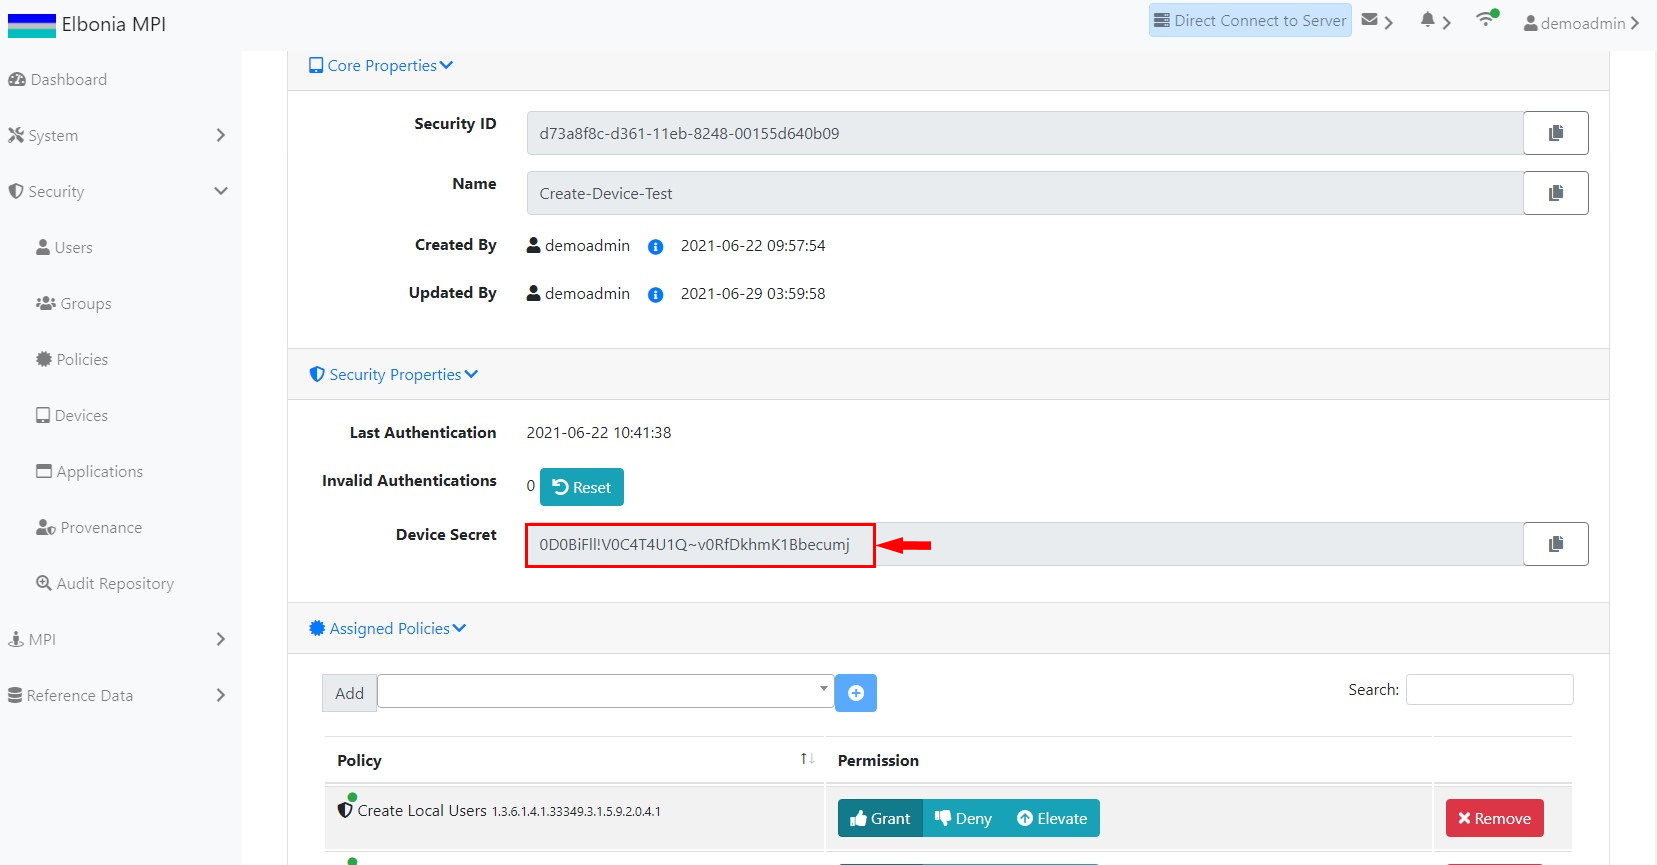 Elbonia MPI
Direct Connect to Server
demoadmin
Dashboard
System
Security
Users
Groups
Policies
Devices
Applications
Provenance
Audit Repository
MPI
Reference Data
Core Properties
Security ID d73a8f8c-d361-11eb-8248-00155d640b09
Name Create-Device-Test
Created By demoadmin 2021-06-22 09:57:54
Updated By demoadmin 2021-06-29 03:59:58
Security Properties
Last Authentication 2021-06-22 10:41:38
Invalid Authentications 0 Reset
Device Secret 0D0BiFll!V0C4T4U1Q~v0RfDkhmK1Bbecumj
Assigned Policies
Add
Search:
Policy Permission
Create Local Users 1.3.6.1.4.1.33349.3.1.5.9.2.0.4.1 Grant Deny Elevate Remove